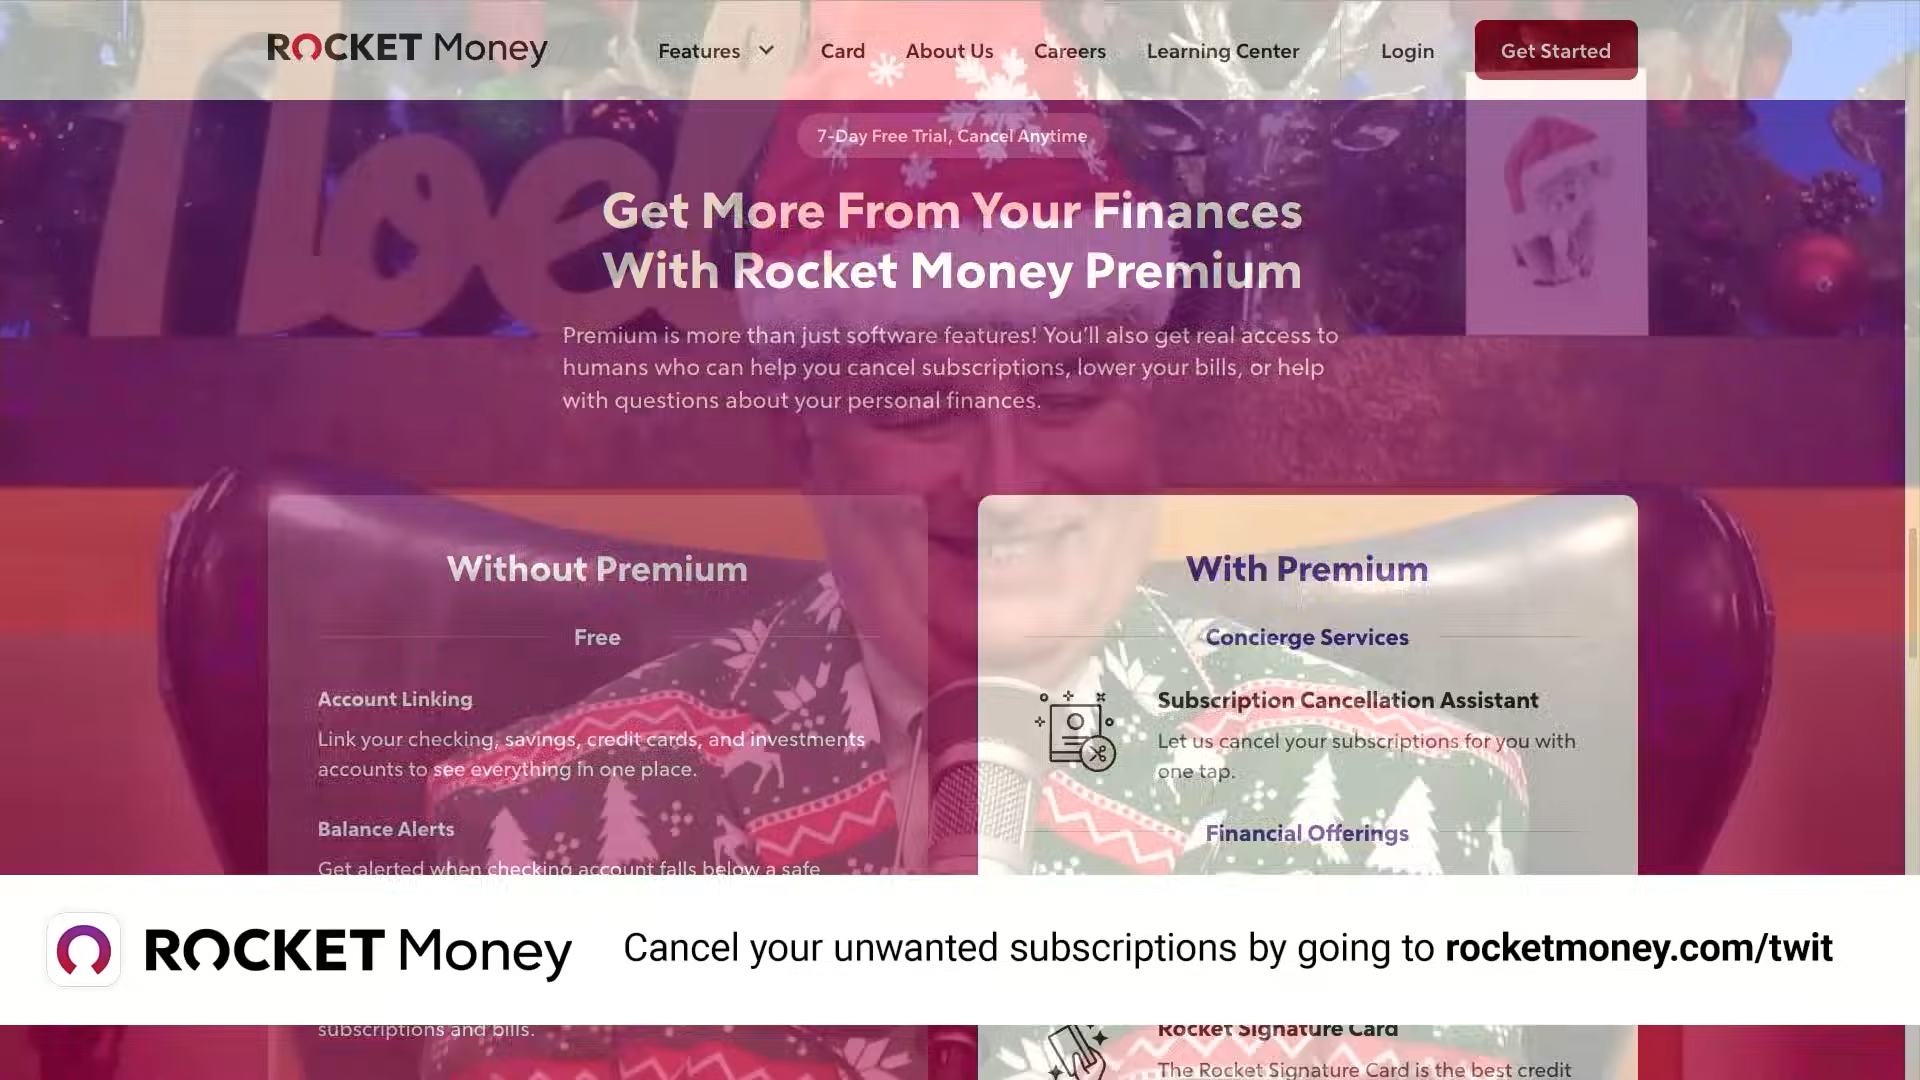 ROCKET Money
Features
Card
About Us
Careers
Learning Center
Login
Get Started
Noel
7-Day Free Trial, Cancel Anytime
Get More From Your Finances
With Rocket Money Premium
Premium is more than just software features! You'll also get real access to
humans who can help you cancel subscriptions, lower your bills, or help
with questions about your personal finances.
Without Premium
Free
Account Linking
Link your checking, savings, credit cards, and investments
accounts to see everything in one place.
Balance Alerts
Get alerted when checking account falls below a safe
subscriptions and bills.
With Premium
Concierge Services
Subscription Cancellation Assistant
Let us cancel your subscriptions for you with
one tap.
Financial Offerings
Rocket Signature Card
The Rocket Signature Card is the best credit
ROCKET Money
Cancel your unwanted subscriptions by going to rocketmoney.com/twit